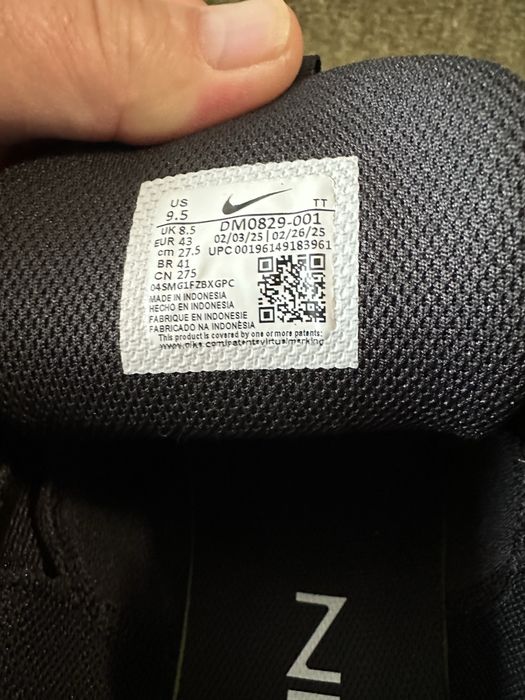 US
9.5
TT
UK 8.5
EUR 43
cm 27.5
BR 41
CN 275
DM0829-001
02/03/25 | 02/26/25
UPC 00196149183961
04SMG1FZBXGPC
MADE IN INDONESIA
HECHO EN INDONESIA
FABRIQUE EN INDONESIE
FABRICADO NA INDONÉSIA
This product is covered by one or more patents:
www.nike.com/patentsvirtualmarking
N